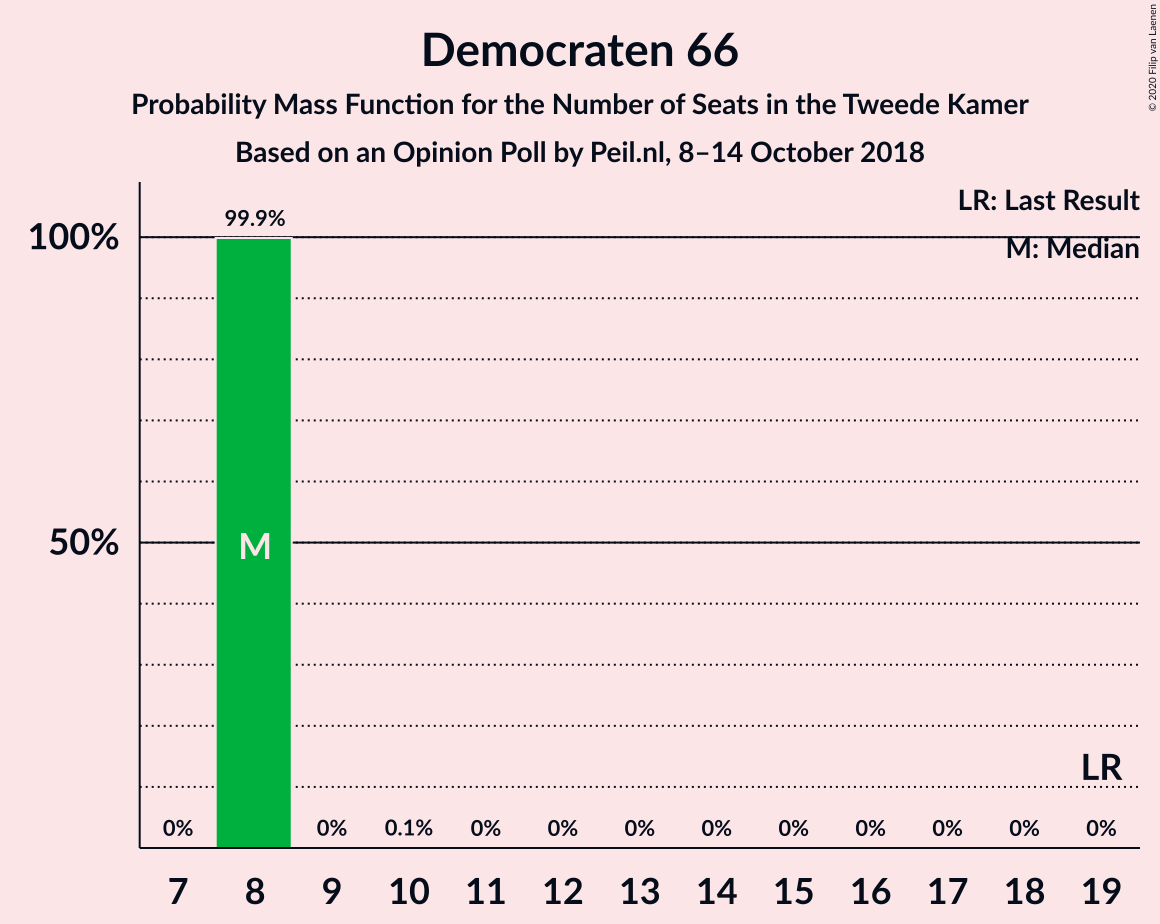 Democraten 66
Probability Mass Function for the Number of Seats in the Tweede Kamer
Based on an Opinion Poll by Peil.nl, 8–14 October 2018
© 2020 Filip van Laenen
LR: Last Result
M: Median
100%
50%
99.9%
M
LR
0%
0%
0.1%
0%
0%
0%
0%
0%
0%
0%
0%
0%
7 8 9 10 11 12 13 14 15 16 17 18 19